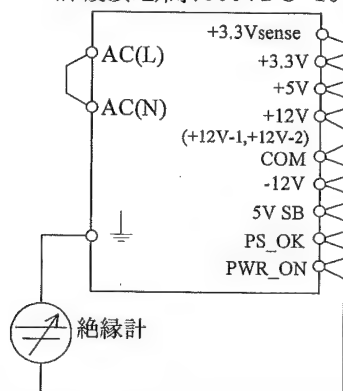 +3.3Vsense
AC(L)
+3.3V
+5V
AC(N)
+12V
(+12V-1,+12V-2)
COM
-12V
5V SB
PS_OK
PWR_ON
絶縁計